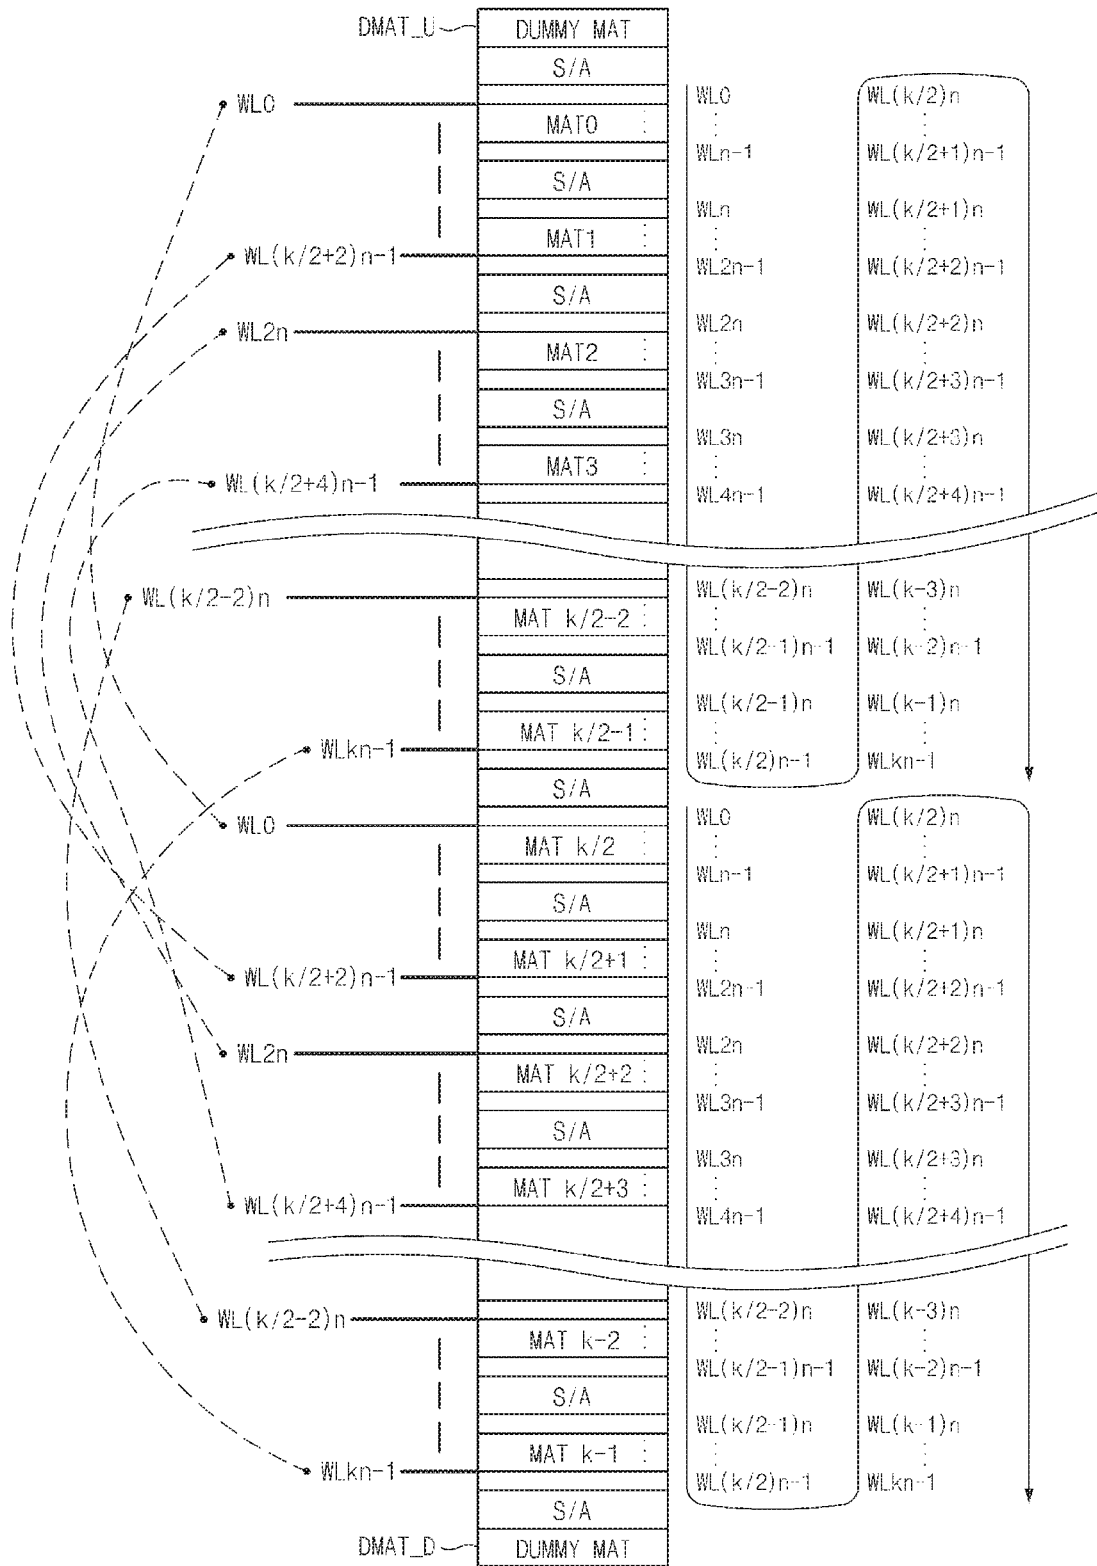 DMAT_U DUMMY MAT
S/A
WL0 WL0 WL(k/2)n
MAT0
WLn-1 WL(k/2+1)n-1
S/A
WLn WL(k/2+1)n
MAT1
WL(k/2+2)n-1 WL2n-1 WL(k/2+2)n-1
S/A
WL2n WL2n WL(k/2+2)n
MAT2
WL3n-1 WL(k/2+3)n-1
S/A
WL3n WL(k/2+3)n
MAT3
WL(k/2+4)n-1 WL4n-1 WL(k/2+4)n-1
WL(k/2-2)n WL(k/2-2)n WL(k-3)n
MAT k/2-2
WL(k/2-1)n-1 WL(k-2)n-1
S/A
WL(k/2-1)n WL(k-1)n
MAT k/2-1
WLkn-1 WL(k/2)n-1 WLkn-1
S/A
WL0 WL0 WL(k/2)n
MAT k/2
WLn-1 WL(k/2+1)n-1
S/A
WLn WL(k/2+1)n
MAT k/2+1
WL(k/2+2)n-1 WL2n-1 WL(k/2+2)n-1
S/A
WL2n WL2n WL(k/2+2)n
MAT k/2+2
WL3n-1 WL(k/2+3)n-1
S/A
WL3n WL(k/2+3)n
MAT k/2+3
WL(k/2+4)n-1 WL4n-1 WL(k/2+4)n-1
WL(k/2-2)n WL(k/2-2)n WL(k-3)n
MAT k-2
WL(k/2-1)n-1 WL(k-2)n-1
S/A
WL(k/2-1)n WL(k-1)n
MAT k-1
WLkn-1 WL(k/2)n-1 WLkn-1
S/A
DMAT_D DUMMY MAT